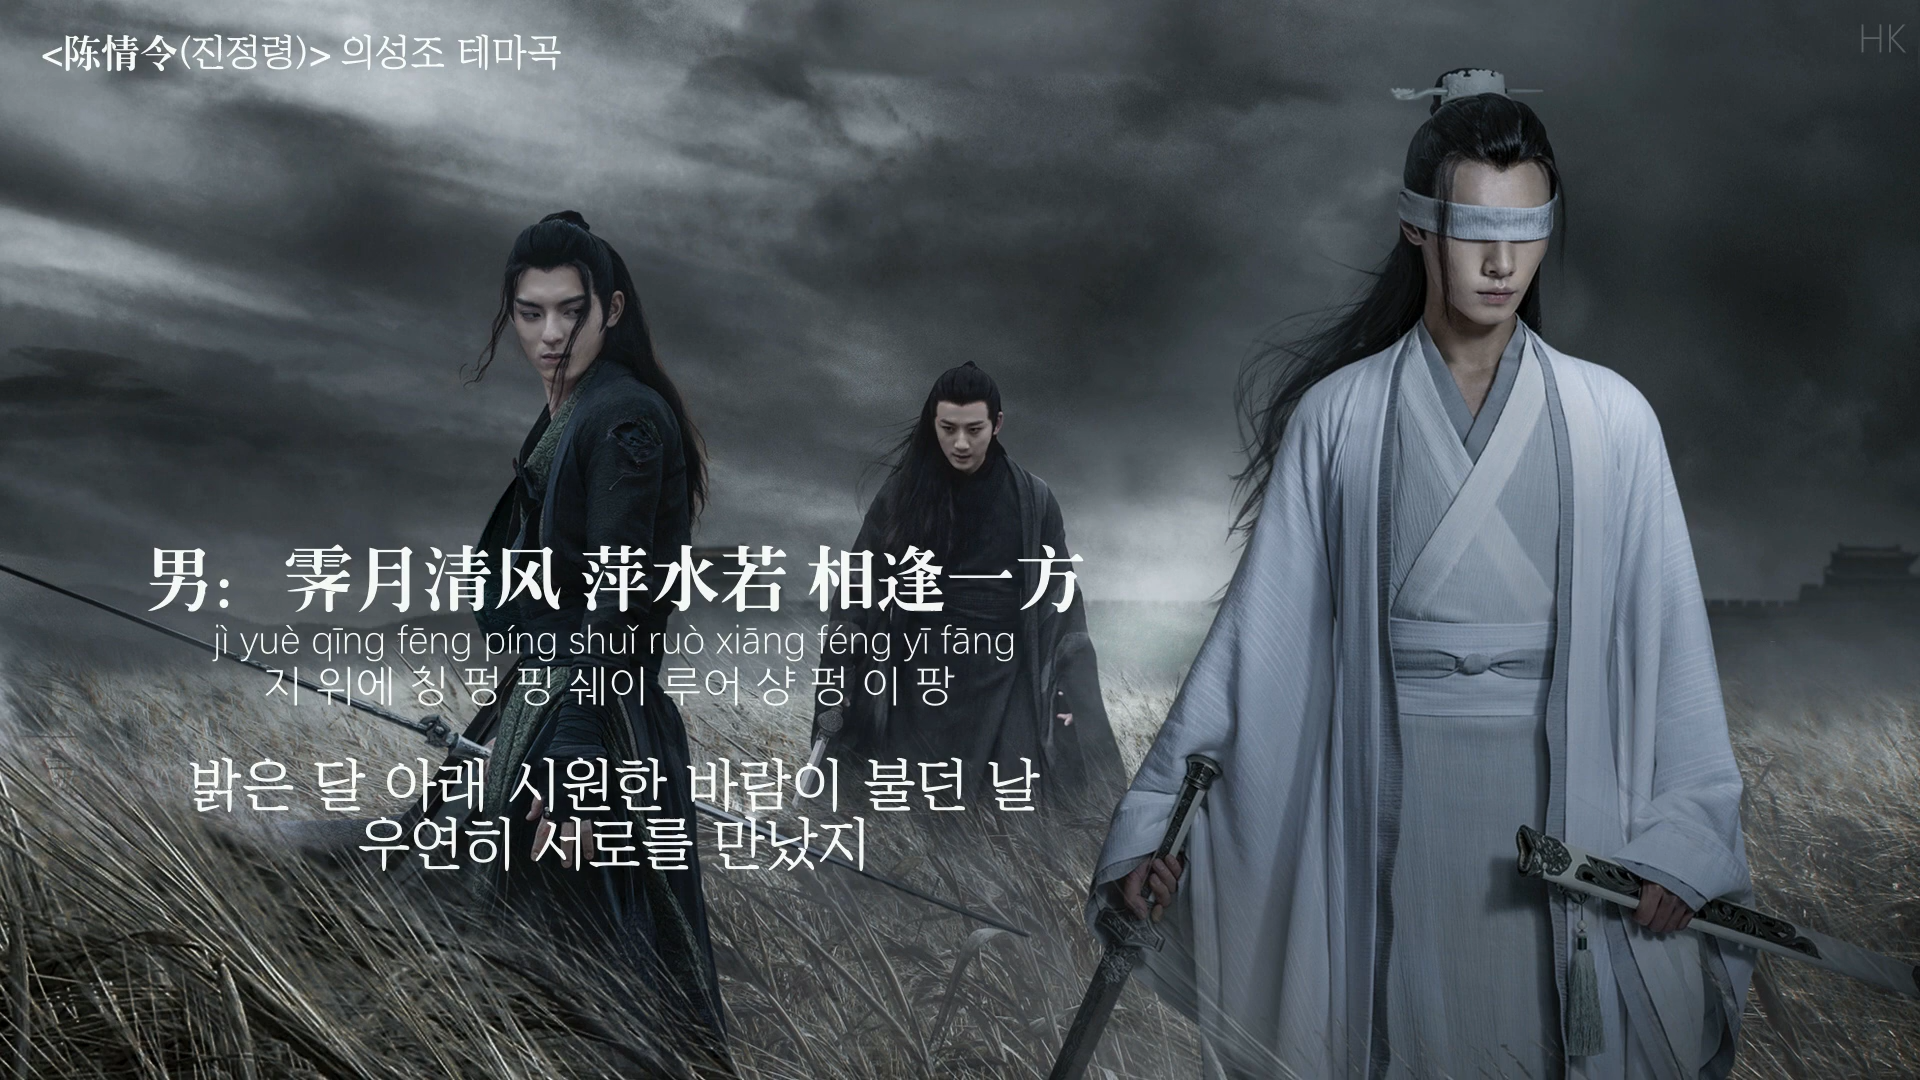 <陈情令(진정령)> 의성조 테마곡
HK
男： 霁月清风 萍水若 相逢一方
jì yuè qīng fēng píng shuǐ ruò xiāng féng yī fāng
지 위에 칭 펑 핑 쉐이 루어 샹 펑 이 팡
밝은 달 아래 시원한 바람이 불던 날
우연히 서로를 만났지